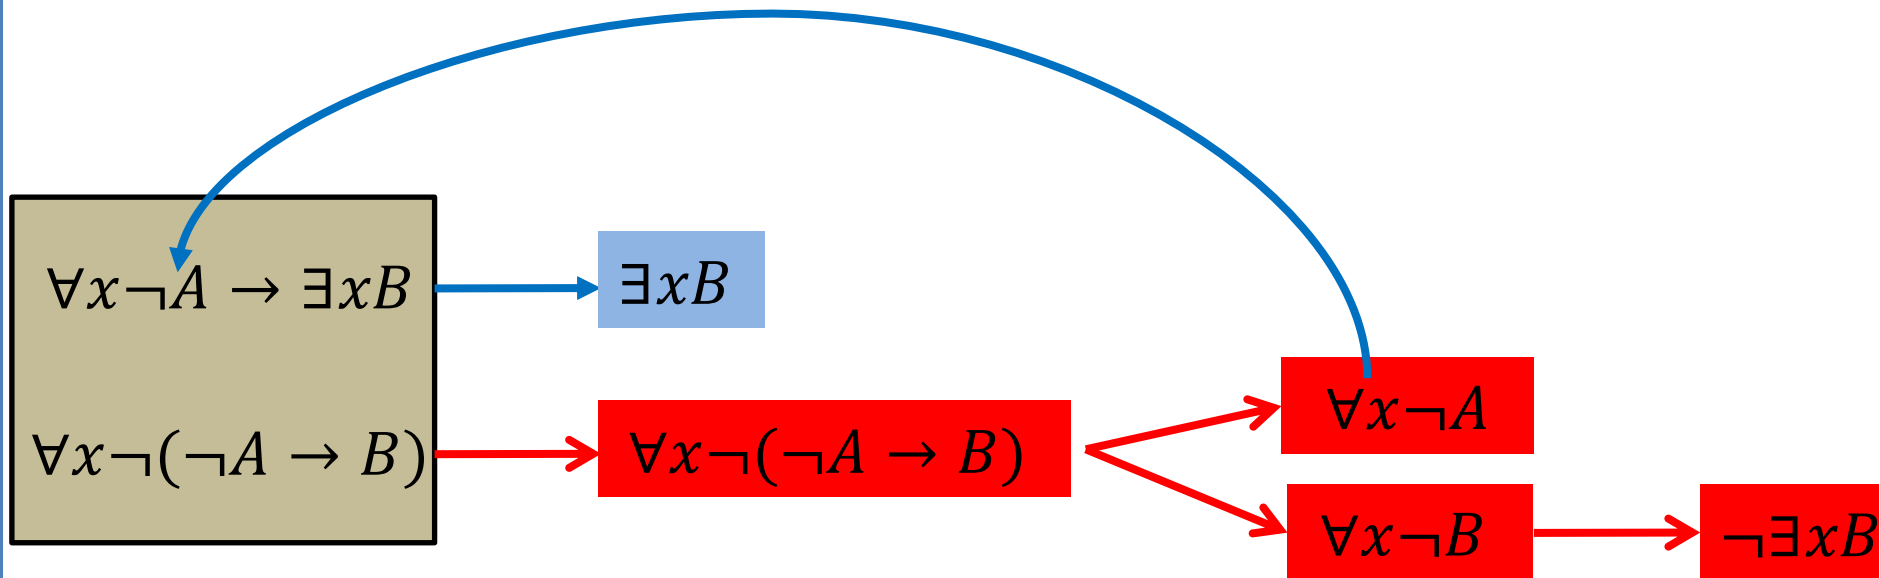 ∀x¬A → ∃xB
∃xB
∀x¬A
∀x¬(¬A → B)
∀x¬(¬A → B)
∀x¬B
¬∃xB